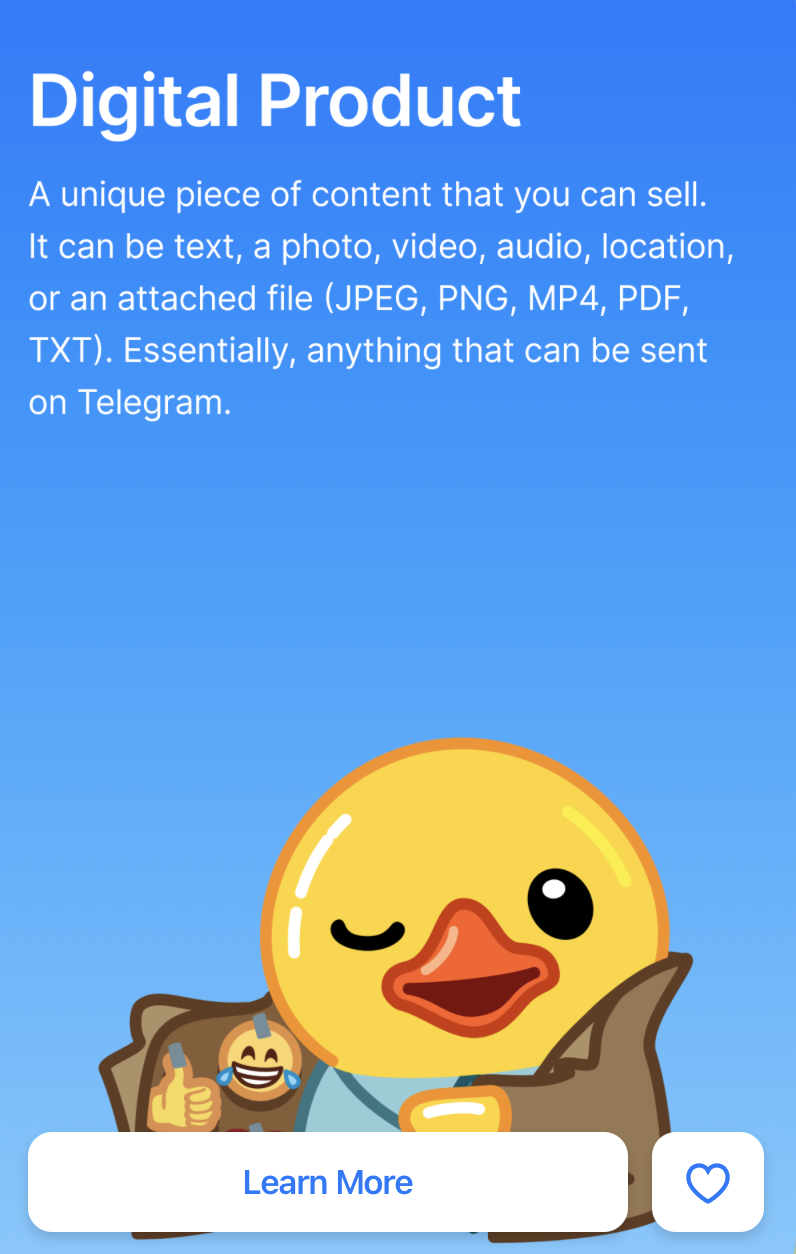 Digital Product
A unique piece of content that you can sell.
It can be text, a photo, video, audio, location,
or an attached file (JPEG, PNG, MP4, PDF,
TXT). Essentially, anything that can be sent
on Telegram.
Learn More